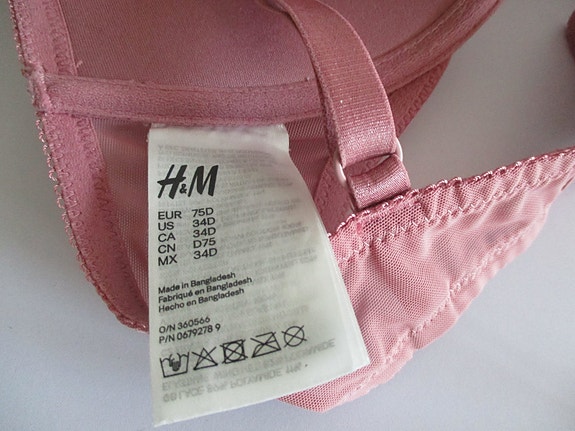 H&M
EUR 75D
US 34D
CA 34D
CN D75
MX 34D
Made in Bangladesh
Fabriqué en Bangladesh
Hecho en Bangladesh
O/N 360566
P/N 0679278 9